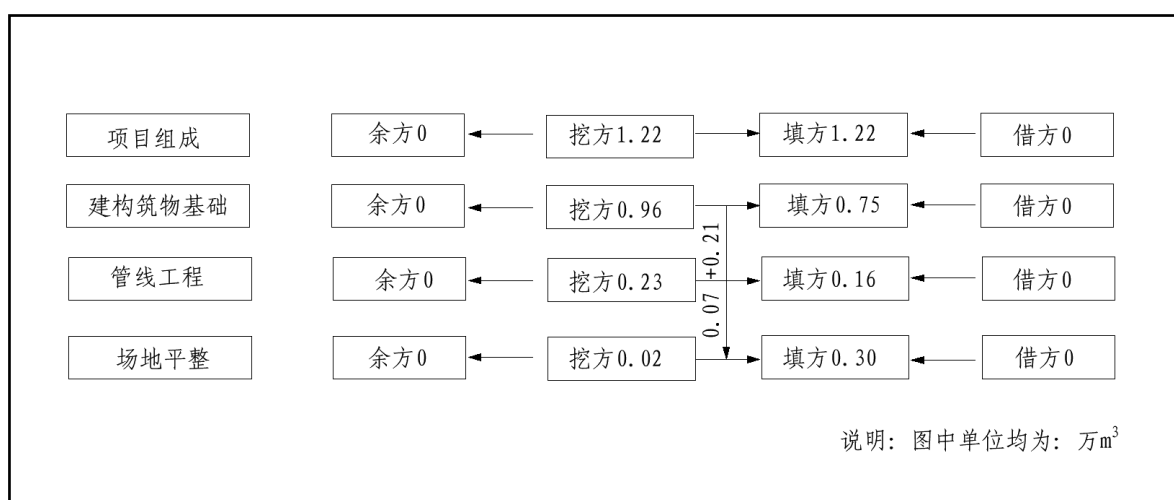 项目组成 余方0 挖方1.22 填方1.22 借方0
建构筑物基础 余方0 挖方0.96 填方0.75 借方0
0.07 +0.21
管线工程 余方0 挖方0.23 填方0.16 借方0
场地平整 余方0 挖方0.02 填方0.30 借方0
说明：图中单位均为：万m³